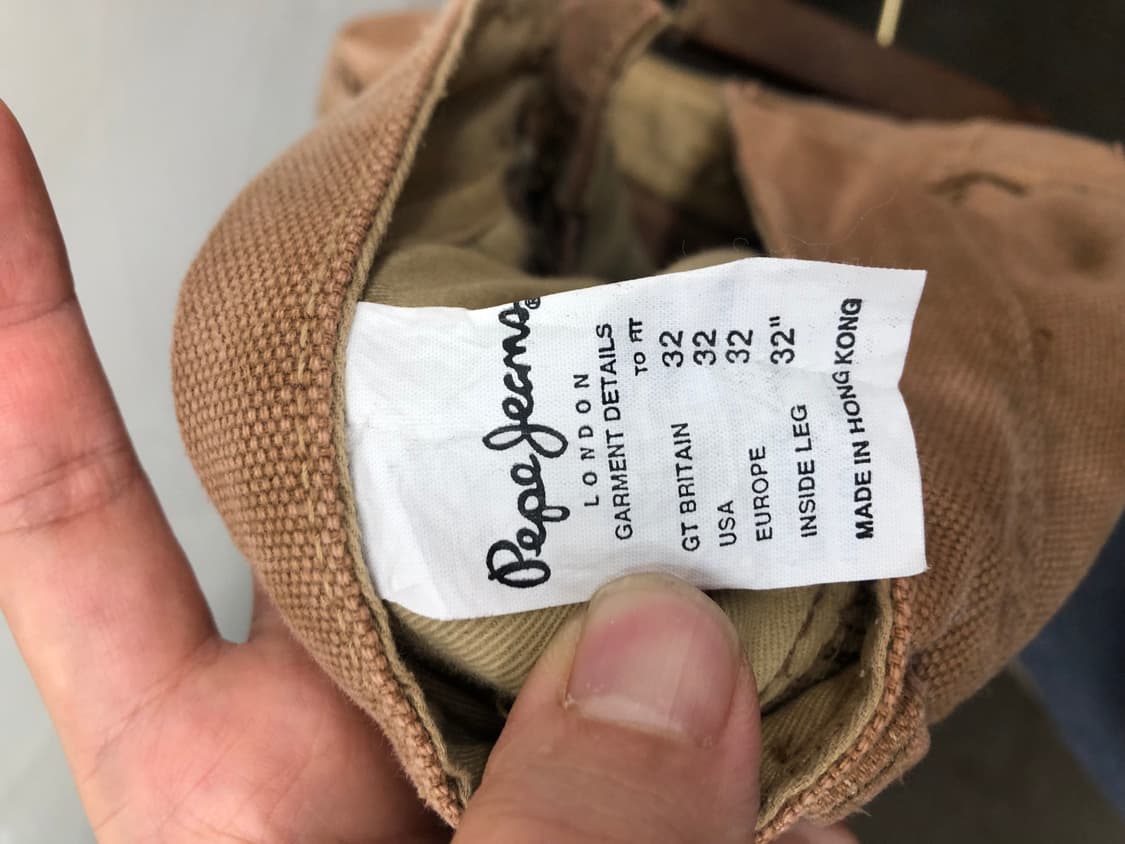 Pepe Jeans®
LONDON
GARMENT DETAILS
TO FIT
GT BRITAIN 32
USA 32
EUROPE 32
INSIDE LEG 32"
MADE IN HONG KONG